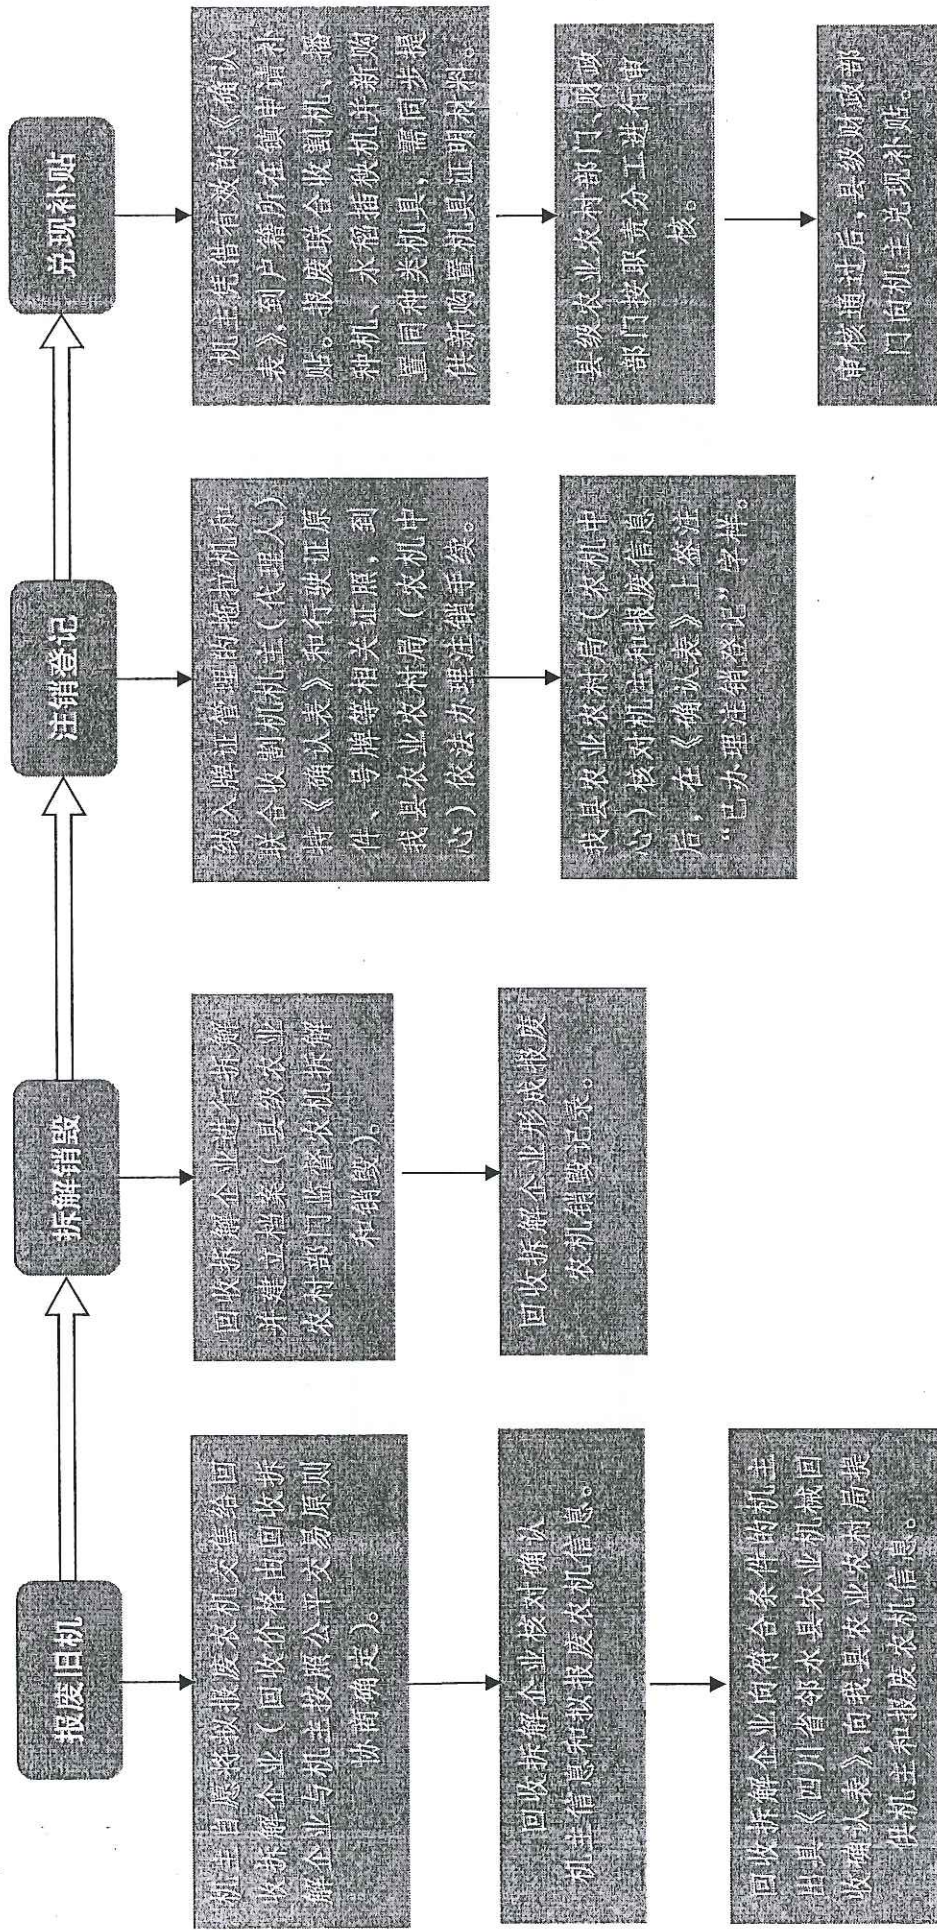 报废旧机
机主自愿将拟报废农机交售给回
收拆解企业（回收价格由回收拆
解企业与机主按照公平交易原则
协商确定）。
回收拆解企业核对确认
机主信息和拟报废农机信息。
回收拆解企业向符合条件的机主
出具《四川省邻水县农业机械回
收确认表》，向我县农业农村局提
供机主和报废农机信息。
拆解销毁
回收拆解企业进行拆解
并建立档案（县级农业
农村部门监督农机拆解
和销毁）。
回收拆解企业形成报废
农机销毁记录。
注销登记
纳入牌证管理的拖拉机和
联合收割机机主（代理人）
持《确认表》和行驶证原
件、号牌等相关证照，到
我县农业农村局（农机中
心）依法办理注销手续。
我县农业农村局（农机中
心）核对机主和报废信息
后，在《确认表》上签注
“已办理注销登记”字样。
兑现补贴
机主凭借有效的《确认
表》，到户籍所在镇申请补
贴。报废联合收割机、播
种机、水稻插秧机并新购
置同种类机具，需同步提
供新购置机具证明材料。
县级农业农村部门、财政
部门按职责分工进行审
核。
审核通过后，县级财政部
门向机主兑现补贴。